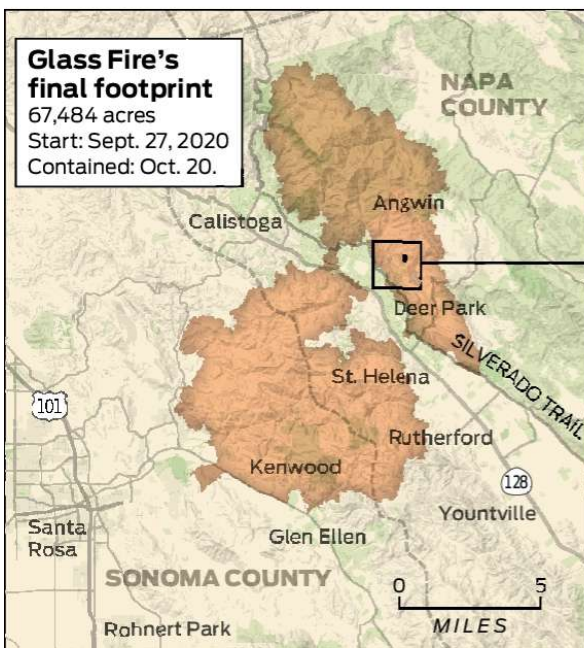 Glass Fire's
final footprint
67,484 acres
Start: Sept. 27, 2020
Contained: Oct. 20.
NAPA
COUNTY
Angwin
Calistoga
Deer Park
SILVERADO TRAIL
St. Helena
101
Rutherford
Kenwood
128
Yountville
Santa
Rosa
Glen Ellen
SONOMA COUNTY
0 5
MILES
Rohnert Park